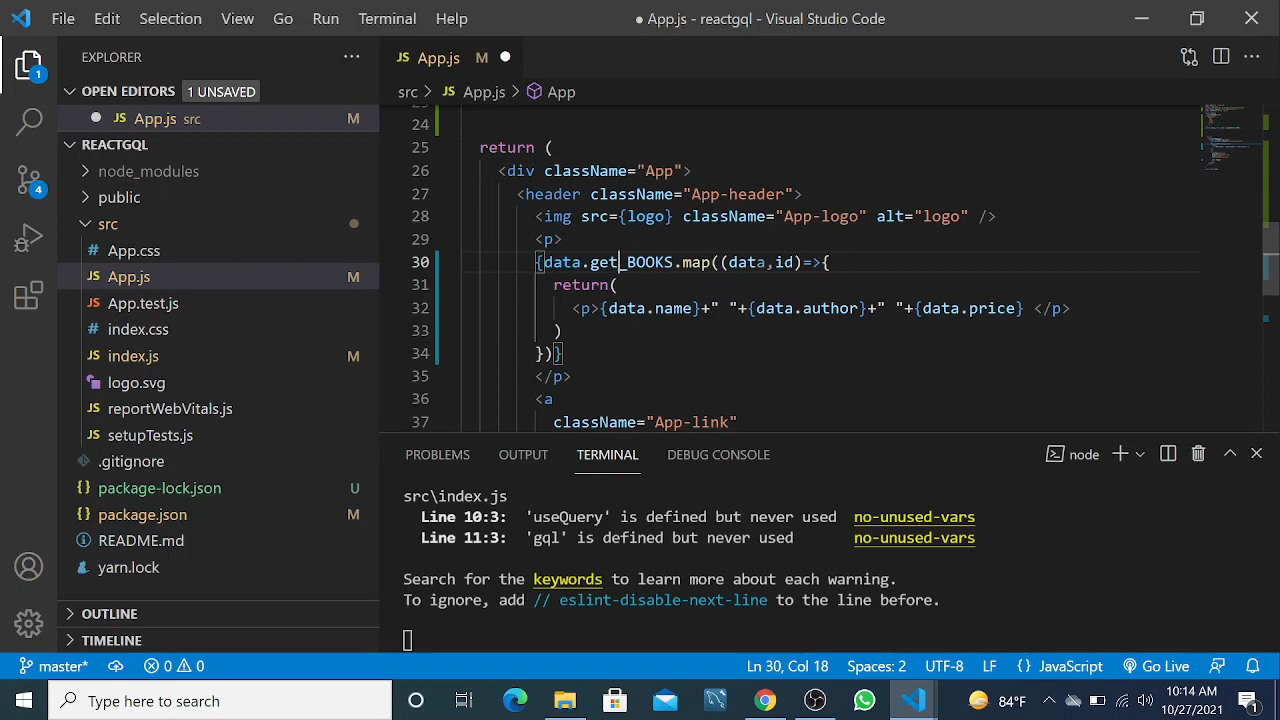 File Edit Selection View Go Run Terminal Help
● App.js - reactgql - Visual Studio Code
EXPLORER
OPEN EDITORS 1 UNSAVED
JS App.js src M
REACTGQL
node_modules
public
src
# App.css
JS App.js M
JS App.test.js
# index.css
JS index.js M
logo.svg
JS reportWebVitals.js
JS setupTests.js
.gitignore
{} package-lock.json U
{} package.json M
README.md
yarn.lock
OUTLINE
TIMELINE
JS App.js M
src > JS App.js > App
24
25 return (
26 <div className="App">
27 <header className="App-header">
28 <img src={logo} className="App-logo" alt="logo" />
29 <p>
30 {data.get_BOOKS.map((data,id)=>{
31 return(
32 <p>{data.name}+" "+{data.author}+" "+{data.price} </p>
33 )
34 })}
35 </p>
36 <a
37 className="App-link"
PROBLEMS OUTPUT TERMINAL DEBUG CONSOLE
node
src\index.js
Line 10:3: 'useQuery' is defined but never used no-unused-vars
Line 11:3: 'gql' is defined but never used no-unused-vars
Search for the keywords to learn more about each warning.
To ignore, add // eslint-disable-next-line to the line before.
1
4
master* 0 0
Ln 30, Col 18 Spaces: 2 UTF-8 LF {} JavaScript Go Live
Type here to search
84°F
10:14 AM
10/27/2021
1